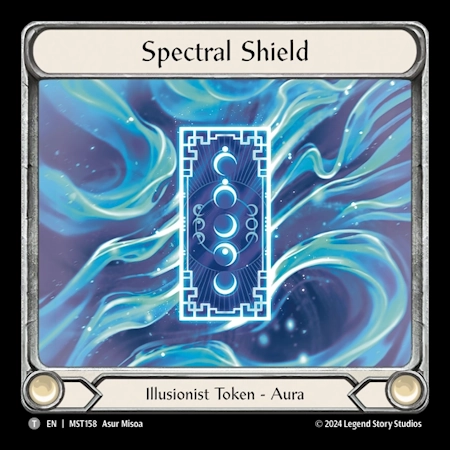 Spectral Shield
Illusionist Token - Aura
T EN | MST158 Asur Misoa © 2024 Legend Story Studios